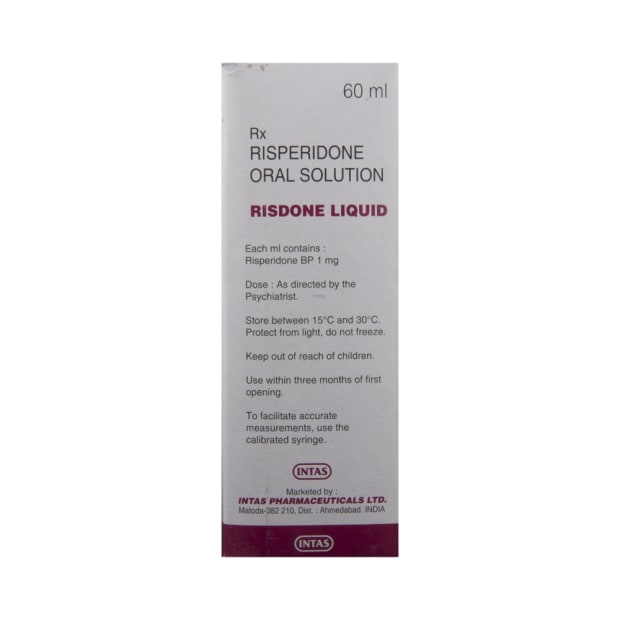 60 ml
Rx
RISPERIDONE
ORAL SOLUTION
RISDONE LIQUID
Each ml contains :
Risperidone BP 1 mg
Dose : As directed by the
Psychiatrist.
Store between 15°C and 30°C.
Protect from light, do not freeze.
Keep out of reach of children.
Use within three months of first
opening.
To facilitate accurate
measurements, use the
calibrated syringe.
INTAS
Marketed by :
INTAS PHARMACEUTICALS LTD.
Matoda-382 210, Dist. : Ahmedabad. INDIA
INTAS